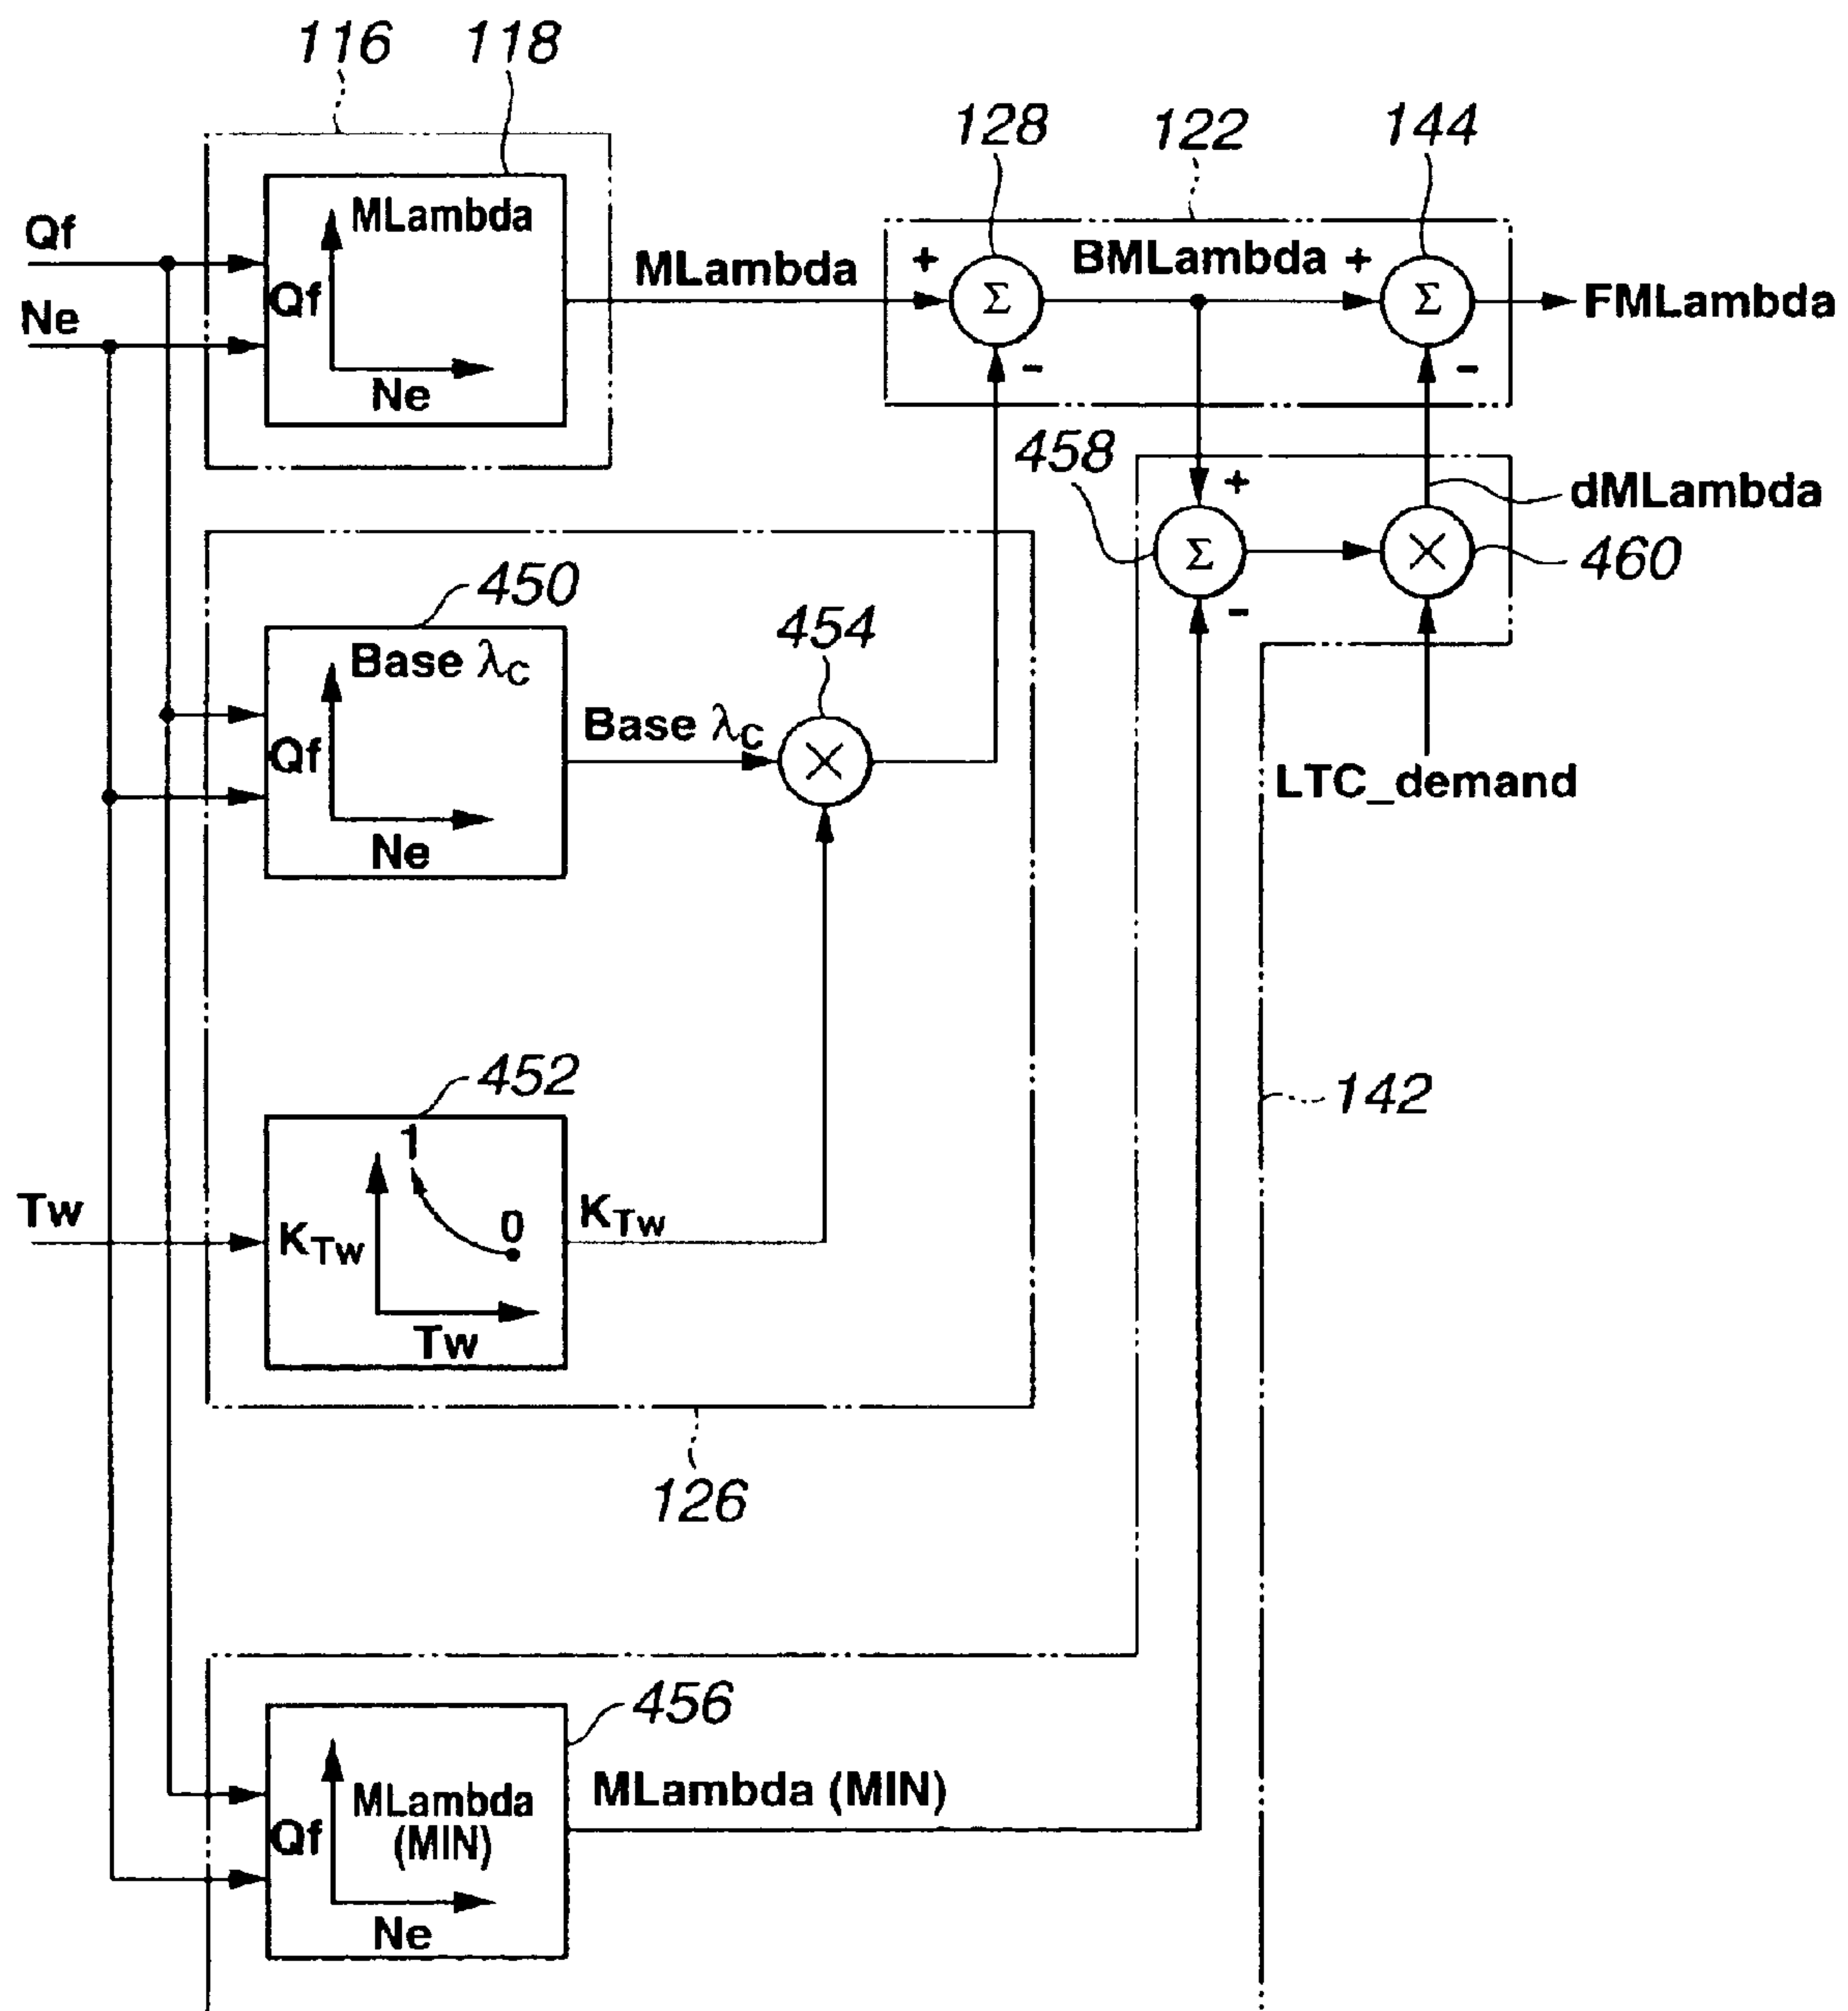 116
118
128
122
144
Qf
MLambda
Qf
Ne
Ne
MLambda
+
Σ
-
BMLambda
+
Σ
-
FMLambda
458
+
Σ
-
dMLambda
460
LTC_demand
450
Base λC
Qf
Ne
Base λC
454
452
1
0
Tw
KTw
Tw
KTw
142
126
456
MLambda
(MIN)
Qf
Ne
MLambda (MIN)